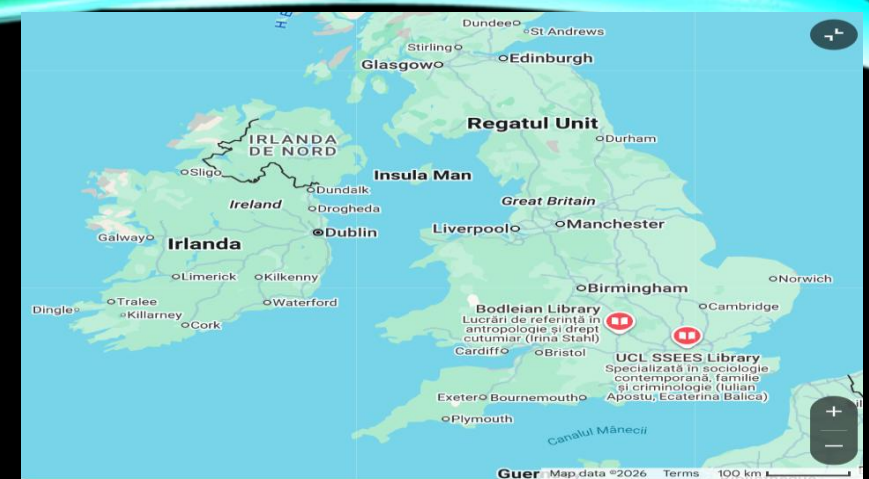 Dundee
St Andrews
Stirling
Glasgow
Edinburgh
Regatul Unit
Durham
IRLANDA
DE NORD
Sligo
Insula Man
Dundalk
Ireland
Drogheda
Great Britain
Galway
Irlanda
Dublin
Liverpool
Manchester
Limerick
Kilkenny
Birmingham
Norwich
Dingle
Tralee
Killarney
Waterford
Cork
Cambridge
Bodleian Library
Lucrări de referință în
antropologie și drept
cutumiar (Irina Stahl)
Cardiff
Bristol
UCL SSEES Library
Specializată în sociologie
contemporană, familie
și criminologie (Iulian
Apostu, Ecaterina Balica)
Exeter
Bournemouth
Plymouth
Canalul Mânecii
+
−
Guer
Map data ©2026 Terms 100 km